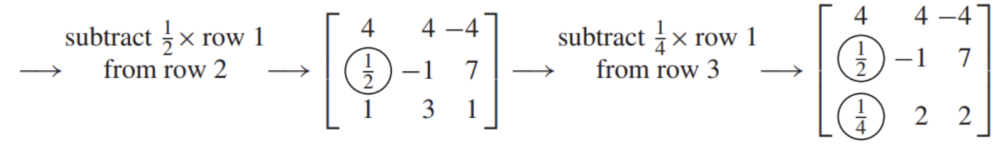 ⟶ subtract 1/2 × row 1 from row 2 ⟶
[ 4 4 −4 ]
[ (1/2) −1 7 ]
[ 1 3 1 ]
⟶ subtract 1/4 × row 1 from row 3 ⟶
[ 4 4 −4 ]
[ (1/2) −1 7 ]
[ (1/4) 2 2 ]